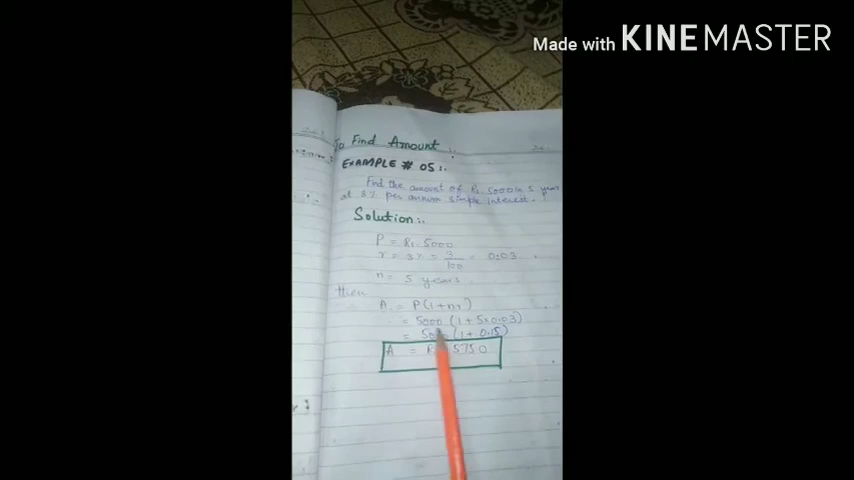 Made with KINEMASTER
To Find Amount
EXAMPLE # 05:.
Find the amount of Rs. 5000 in 5 years
at 3% per annum simple interest.
Solution:.
P = Rs. 5000
r = 3% = 3/100 = 0.03
n = 5 years
then
A = P(1+nr)
= 5000 (1+5x0.03)
= (1+ 0.15)
A = 5750